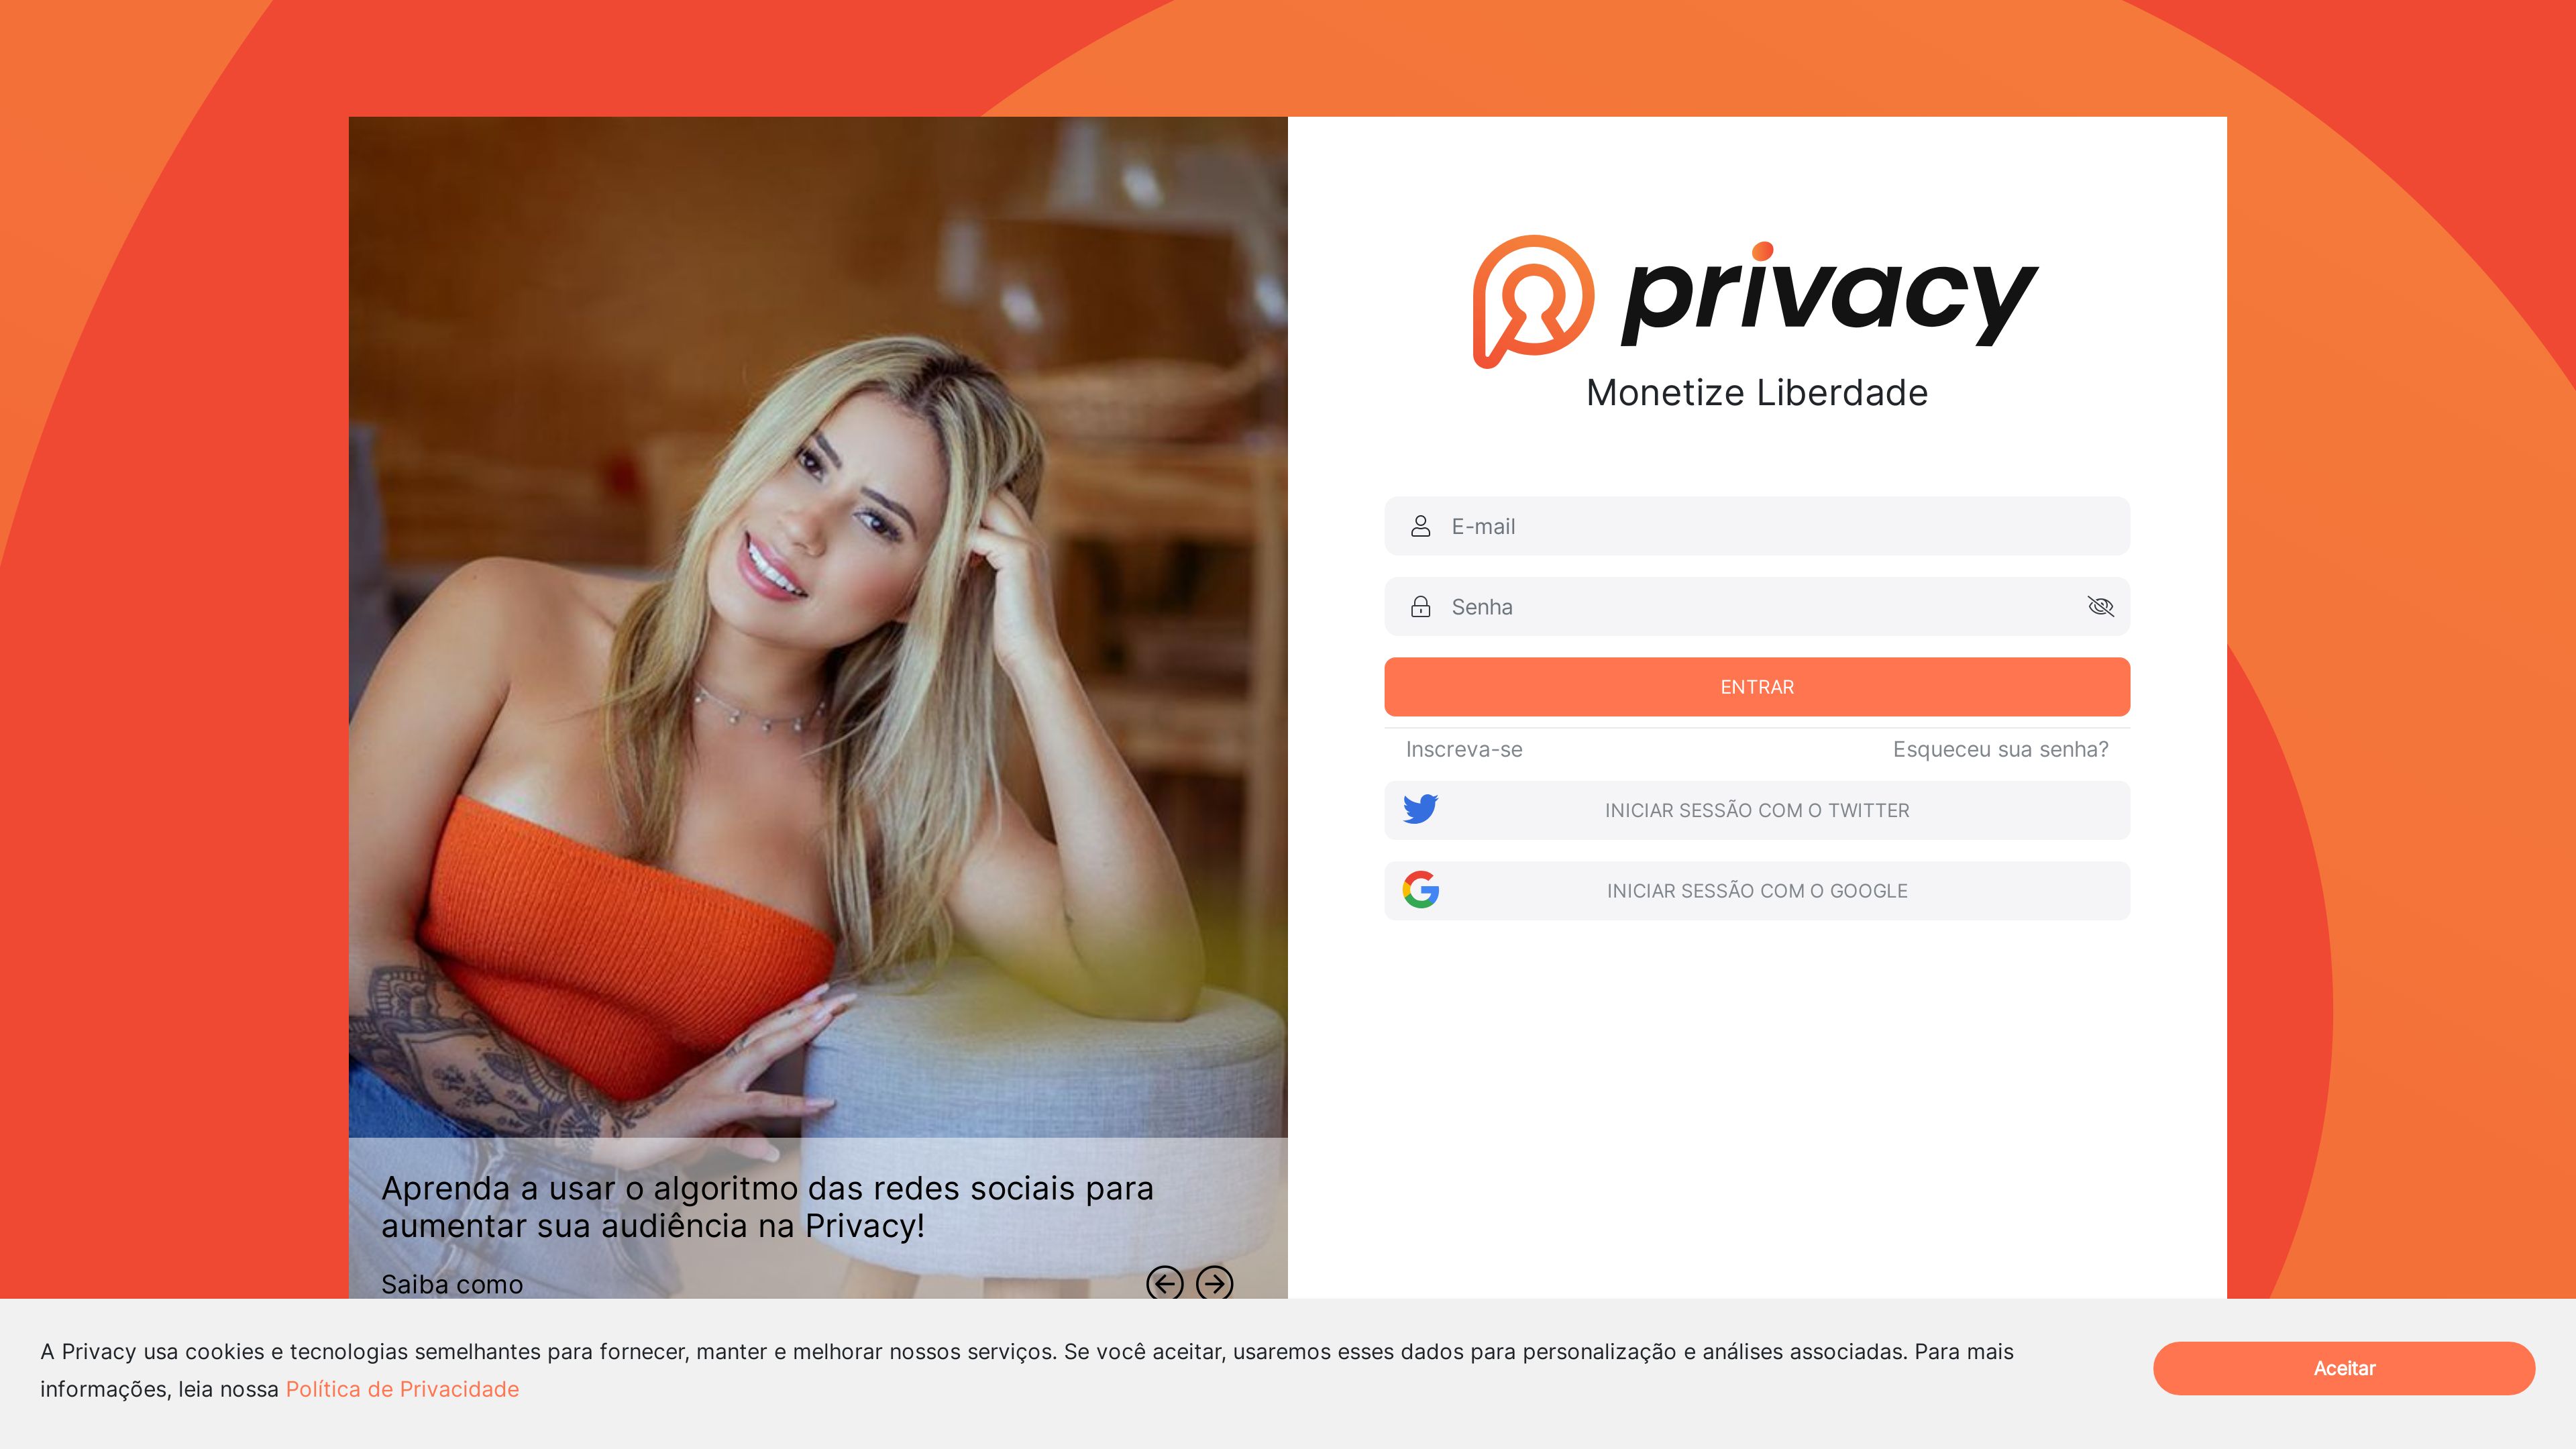 privacy
Monetize Liberdade
E-mail
Senha
ENTRAR
Inscreva-se
Esqueceu sua senha?
INICIAR SESSÃO COM O TWITTER
INICIAR SESSÃO COM O GOOGLE
Aprenda a usar o algoritmo das redes sociais para
aumentar sua audiência na Privacy!
Saiba como
A Privacy usa cookies e tecnologias semelhantes para fornecer, manter e melhorar nossos serviços. Se você aceitar, usaremos esses dados para personalização e análises associadas. Para mais
informações, leia nossa Política de Privacidade
Aceitar